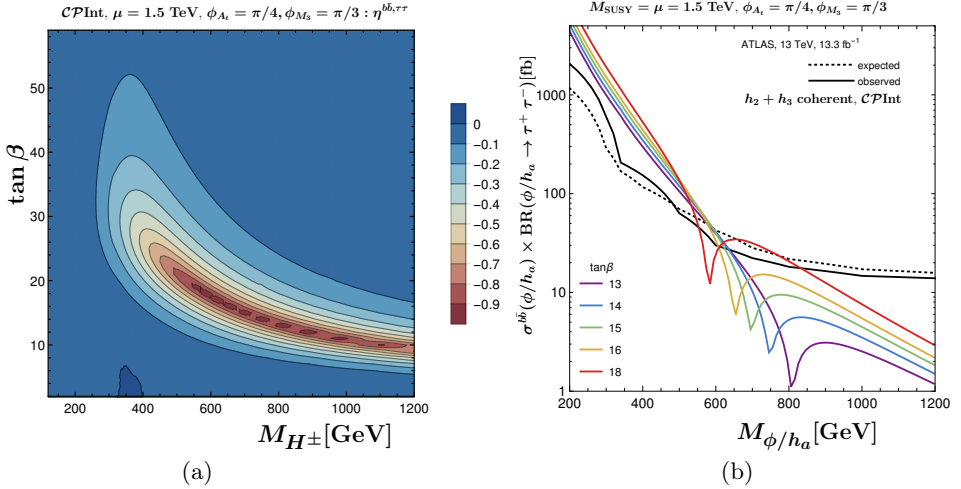 𝒞𝒫Int, μ = 1.5 TeV, ϕ_{A_t} = π/4, ϕ_{M_3} = π/3 : η^{bb̄,ττ}
tan β
50
40
30
20
10
200
400
600
800
1000
1200
M_{H^±}[GeV]
0
-0.1
-0.2
-0.3
-0.4
-0.5
-0.6
-0.7
-0.8
-0.9
(a)
M_{SUSY} = μ = 1.5 TeV, ϕ_{A_t} = π/4, ϕ_{M_3} = π/3
σ^{bb̄}(ϕ/h_a) × BR(ϕ/h_a → τ^+ τ^-)[fb]
ATLAS, 13 TeV, 13.3 fb^{-1}
expected
observed
h_2 + h_3 coherent, 𝒞𝒫Int
1000
100
10
1
tanβ
13
14
15
16
18
200
400
600
800
1000
1200
M_{ϕ/h_a}[GeV]
(b)